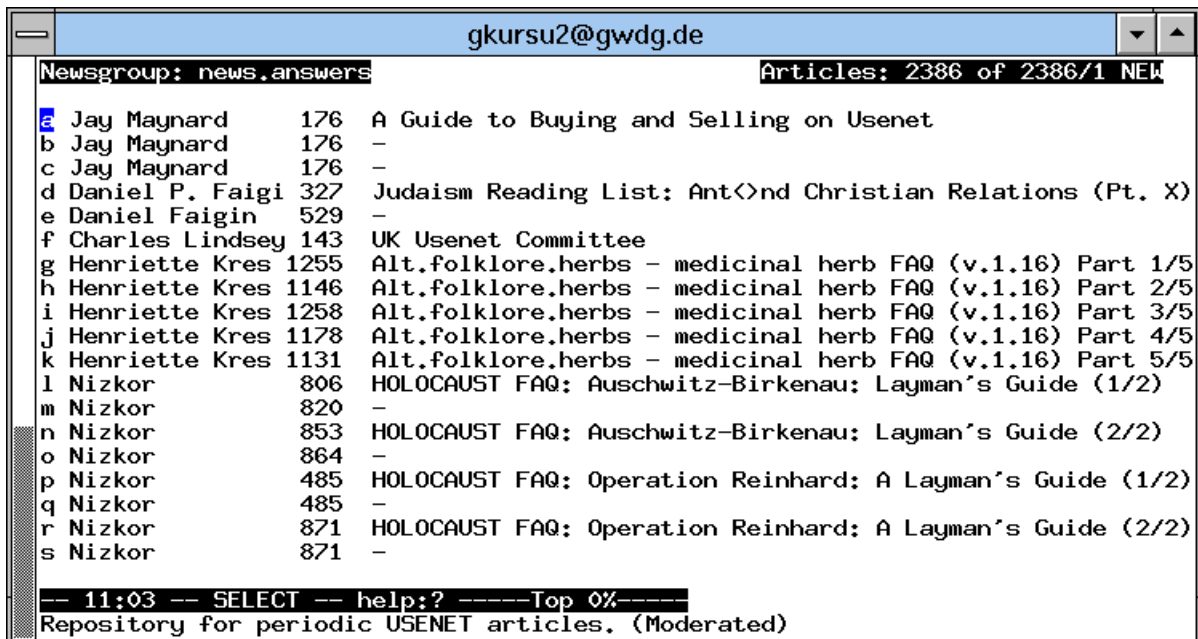 gkursu2@gwdg.de
Newsgroup: news.answers Articles: 2386 of 2386/1 NEW
a Jay Maynard 176 A Guide to Buying and Selling on Usenet
b Jay Maynard 176 -
c Jay Maynard 176 -
d Daniel P. Faigi 327 Judaism Reading List: Ant<>nd Christian Relations (Pt. X)
e Daniel Faigin 529 -
f Charles Lindsey 143 UK Usenet Committee
g Henriette Kres 1255 Alt.folklore.herbs - medicinal herb FAQ (v.1.16) Part 1/5
h Henriette Kres 1146 Alt.folklore.herbs - medicinal herb FAQ (v.1.16) Part 2/5
i Henriette Kres 1258 Alt.folklore.herbs - medicinal herb FAQ (v.1.16) Part 3/5
j Henriette Kres 1178 Alt.folklore.herbs - medicinal herb FAQ (v.1.16) Part 4/5
k Henriette Kres 1131 Alt.folklore.herbs - medicinal herb FAQ (v.1.16) Part 5/5
l Nizkor 806 HOLOCAUST FAQ: Auschwitz-Birkenau: Layman's Guide (1/2)
m Nizkor 820 -
n Nizkor 853 HOLOCAUST FAQ: Auschwitz-Birkenau: Layman's Guide (2/2)
o Nizkor 864 -
p Nizkor 485 HOLOCAUST FAQ: Operation Reinhard: A Layman's Guide (1/2)
q Nizkor 485 -
r Nizkor 871 HOLOCAUST FAQ: Operation Reinhard: A Layman's Guide (2/2)
s Nizkor 871 -
-- 11:03 -- SELECT -- help:? -----Top 0%-----
Repository for periodic USENET articles. (Moderated)